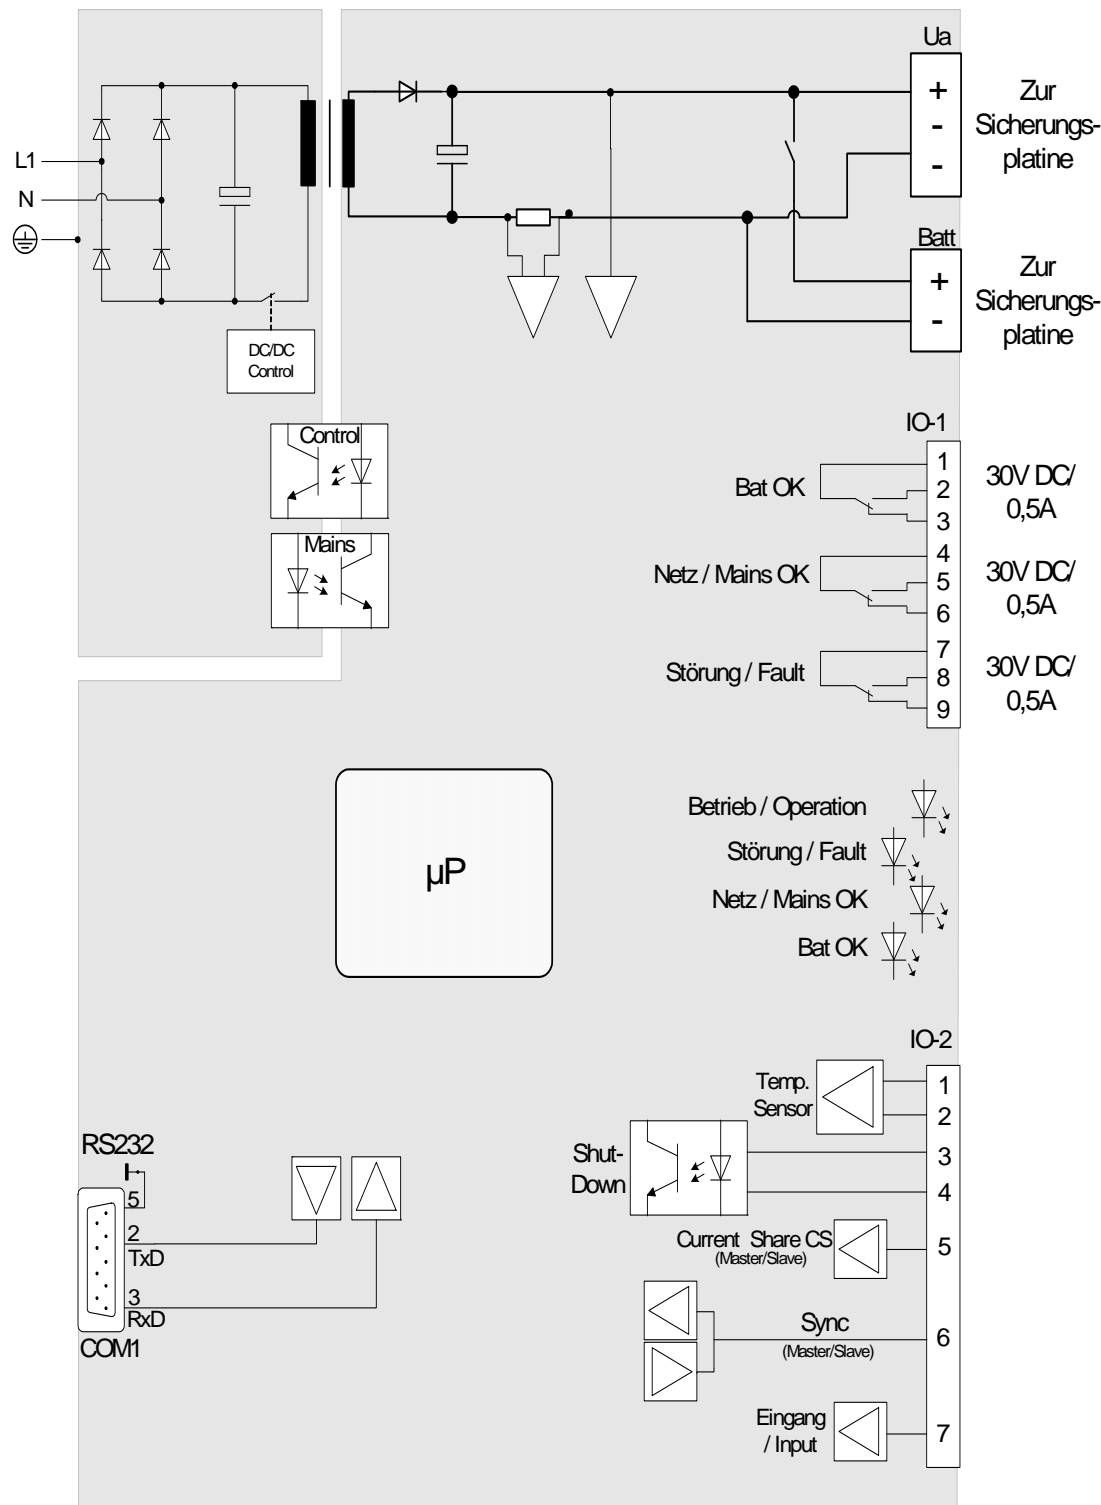 Ua
+
-
-
Zur
Sicherungs-
platine
L1
N
Batt
+
-
Zur
Sicherungs-
platine
DC/DC
Control
Control
Mains
IO-1
Bat OK
1
2
3
30V DC/
0,5A
Netz / Mains OK
4
5
6
30V DC/
0,5A
Störung / Fault
7
8
9
30V DC/
0,5A
µP
Betrieb / Operation
Störung / Fault
Netz / Mains OK
Bat OK
IO-2
Temp.
Sensor
1
2
Shut-
Down
3
4
Current Share CS
(Master/Slave)
5
Sync
(Master/Slave)
6
Eingang
/ Input
7
RS232
5
2
TxD
3
RxD
COM1